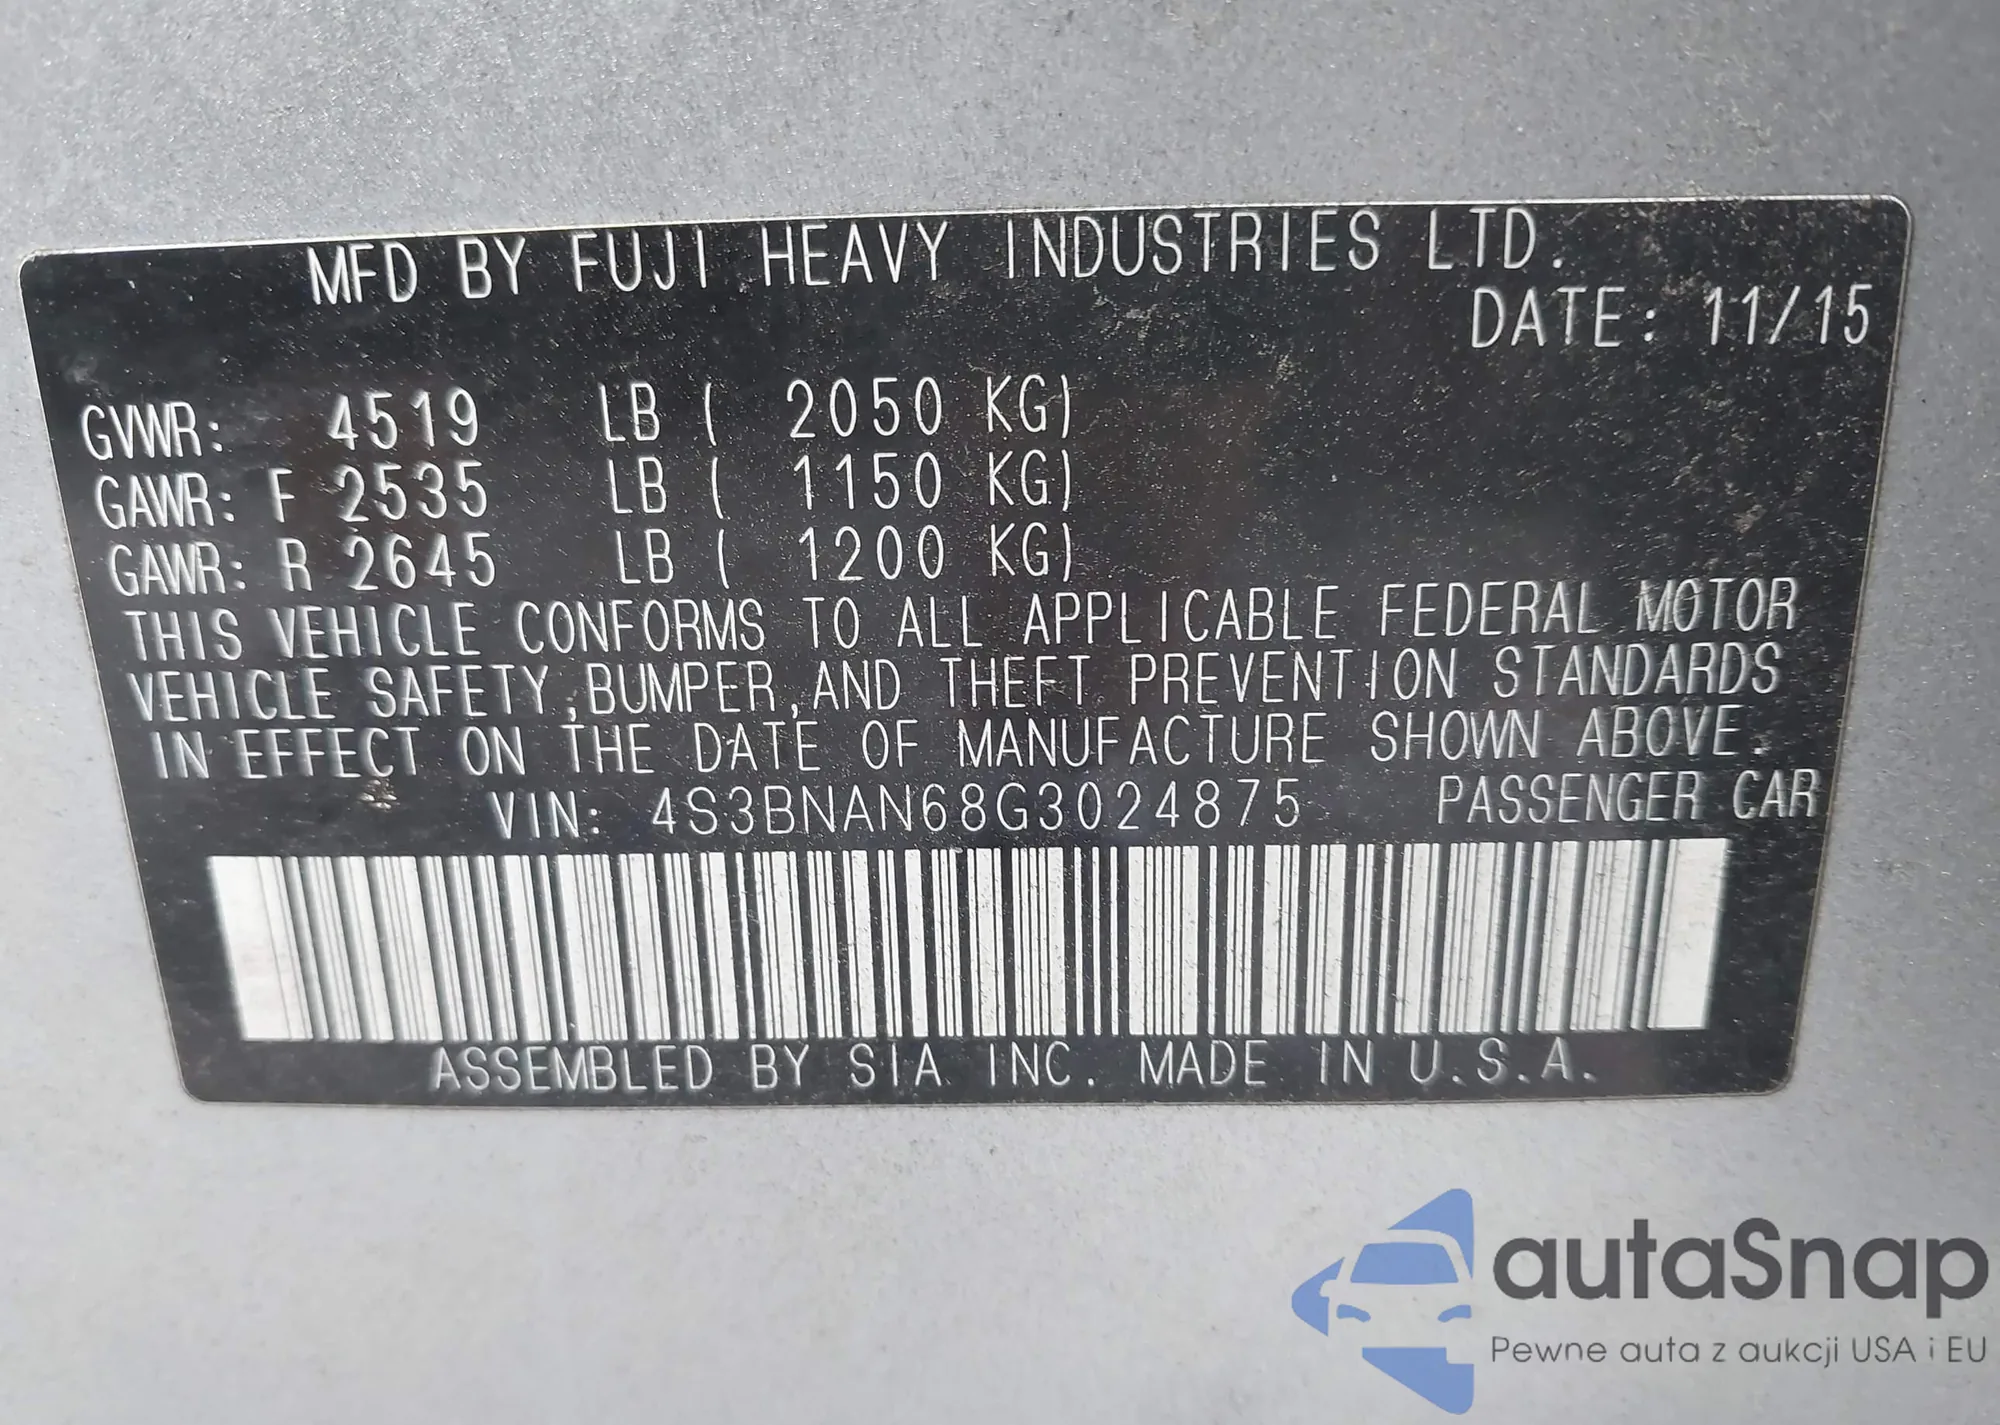 MFD BY FUJI HEAVY INDUSTRIES LTD.
DATE: 11/15
GVWR: 4519 LB ( 2050 KG)
GAWR: F 2535 LB ( 1150 KG)
GAWR: R 2645 LB ( 1200 KG)
THIS VEHICLE CONFORMS TO ALL APPLICABLE FEDERAL MOTOR
VEHICLE SAFETY,BUMPER,AND THEFT PREVENTION STANDARDS
IN EFFECT ON THE DATE OF MANUFACTURE SHOWN ABOVE.
VIN: 4S3BNAN68G3024875 PASSENGER CAR
ASSEMBLED BY SIA INC. MADE IN U.S.A.
autaSnap
Pewne auta z aukcji USA i EU